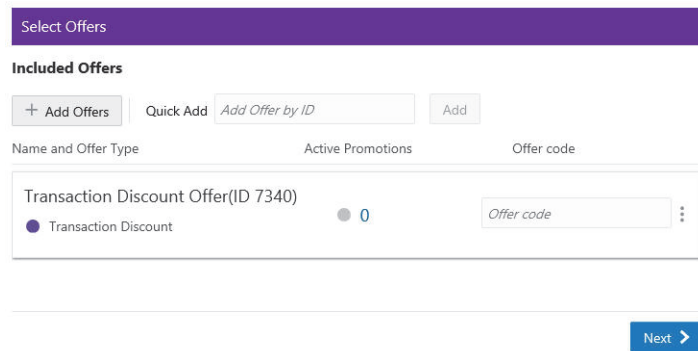 Select Offers
Included Offers
+ Add Offers Quick Add Add Offer by ID Add
Name and Offer Type Active Promotions Offer code
Transaction Discount Offer(ID 7340)
0 Offer code
Transaction Discount
Next